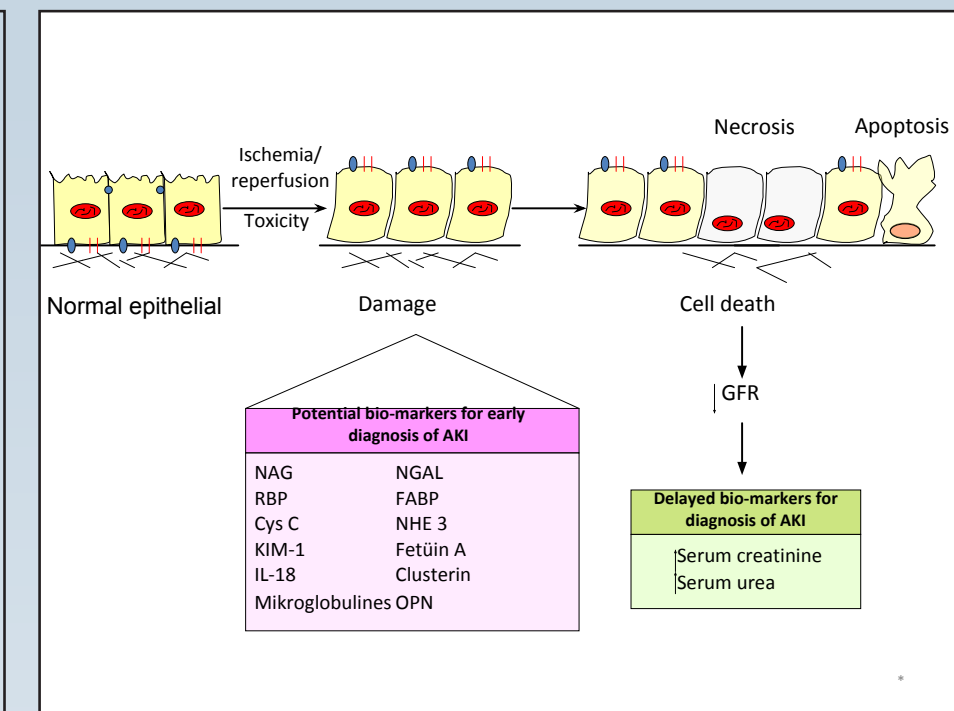 Necrosis
Apoptosis
Ischemia/
reperfusion
Toxicity
Normal epithelial
Damage
Cell death
GFR
Potential bio-markers for early
diagnosis of AKI
NAG NGAL
RBP FABP
Cys C NHE 3
KIM-1 Fetüin A
IL-18 Clusterin
Mikroglobulines OPN
Delayed bio-markers for
diagnosis of AKI
Serum creatinine
Serum urea
*